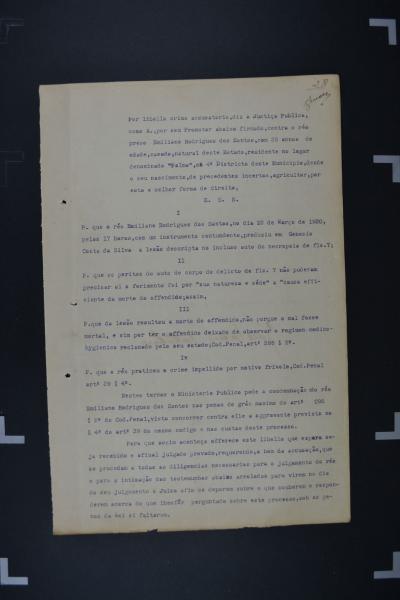 28
Por libello crime accusatorio, diz a Justiça Publica,
como A., por seu Promotor abaixo firmado, contra o réo
preso Emiliano Rodrigues dos Santos, com 28 annos de
edade, casado, natural deste Estado, residente no logar
denominado "Palma", no 4º Districto deste Municipio, donde
o seu nascimento, de precedentes incertos, agricultor, por
esta e melhor forma de direito,
E. S. N.
I
P. que o réo Emiliano Rodrigues dos Santos, no dia 28 de Março de 1920,
pelas 17 horas, com um instrumento contundente, produziu em Genesio
Costa da Silva a lesão descripta no incluso auto de necropsia de fls. 7;
II
P. que os peritos do auto de corpo de delicto de fls. 7 não poderam
precisar si o ferimento foi por "sua natureza e séde" a "causa effi-
ciente da morte do offendido; assim,
III
P. que da lesão resultou a morte do offendido, não porque o mal fosse
mortal, e sim por ter o offendido deixado de observar o regimen medico-
hygienico reclamado pelo seu estado; Cod. Penal, artº 295 § 2º.
IV
P. que o réo praticou o crime impellido por motivo frivolo, Cod. Penal
artº 39 § 4º.
Nestes termos o Ministerio Publico pede a condemnação do réo
Emiliano Rodrigues dos Santos nas penas do gráo maximo do artº 295
§ 2º do Cod. Penal, visto concorrer contra elle a aggravante prevista no
§ 4º do artº 39 do mesmo codigo e nas custas deste processo.
Para que assim aconteça offerece este libello que espera se-
ja recebido e afinal julgado provado, requerendo, a bem da accusação, que
se procedam a todas as diligencias necessarias para o julgamento do réo
e para a intimação das testemunhas abaixo arroladas para virem no dia
do seu julgamento a Juizo afim de deporem sobre o que souberem e respon-
derem acerca do que lhes for perguntado sobre este processo, sob as pe-
nas da lei si faltarem.